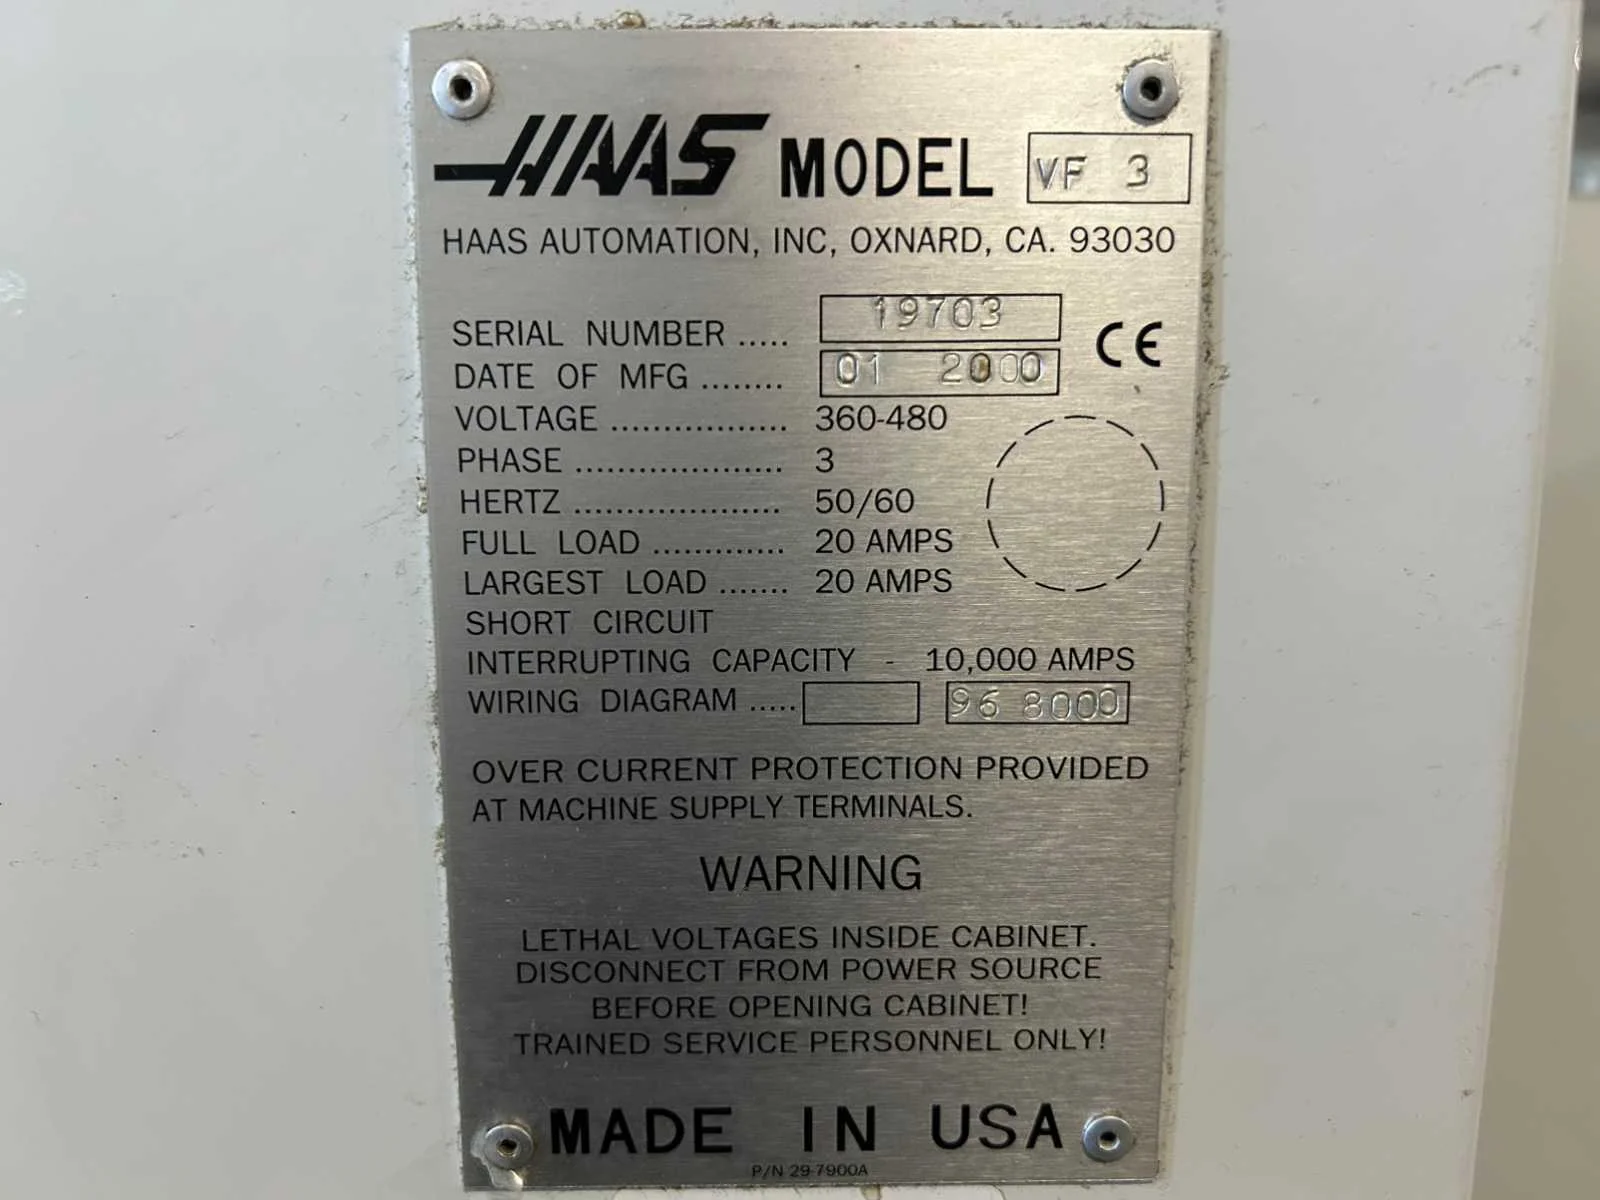 HAAS MODEL VF 3
HAAS AUTOMATION, INC, OXNARD, CA. 93030
SERIAL NUMBER ..... 19703
DATE OF MFG ........ 01 2000
CE
VOLTAGE ................. 360-480
PHASE .................... 3
HERTZ .................... 50/60
FULL LOAD ............. 20 AMPS
LARGEST LOAD ....... 20 AMPS
SHORT CIRCUIT
INTERRUPTING CAPACITY - 10,000 AMPS
WIRING DIAGRAM ..... 96 8000
OVER CURRENT PROTECTION PROVIDED
AT MACHINE SUPPLY TERMINALS.
WARNING
LETHAL VOLTAGES INSIDE CABINET.
DISCONNECT FROM POWER SOURCE
BEFORE OPENING CABINET!
TRAINED SERVICE PERSONNEL ONLY!
MADE IN USA
P/N 29-7900A